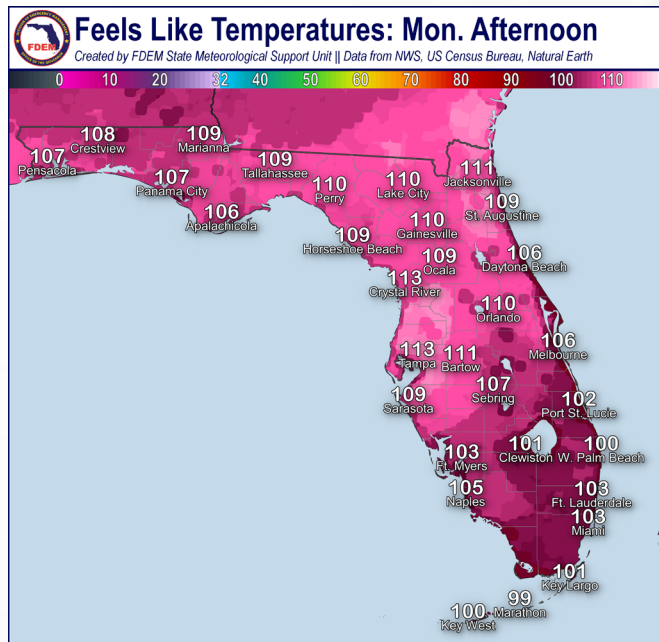 Feels Like Temperatures: Mon. Afternoon
Created by FDEM State Meteorological Support Unit || Data from NWS, US Census Bureau, Natural Earth
FDEM
0 10 20 32 40 50 60 70 80 90 100 110
108
Crestview
109
Marianna
107
Pensacola
109
Tallahassee
107
Panama City
110
Perry
110
Lake City
111
Jacksonville
106
Apalachicola
109
St. Augustine
110
Gainesville
109
Horseshoe Beach
109
Ocala
106
Daytona Beach
113
Crystal River
110
Orlando
113
Tampa
111
Bartow
106
Melbourne
109
Sarasota
107
Sebring
102
Port St. Lucie
103
Ft. Myers
101
Clewiston
100
W. Palm Beach
105
Naples
103
Ft. Lauderdale
103
Miami
101
Key Largo
99
Marathon
100
Key West